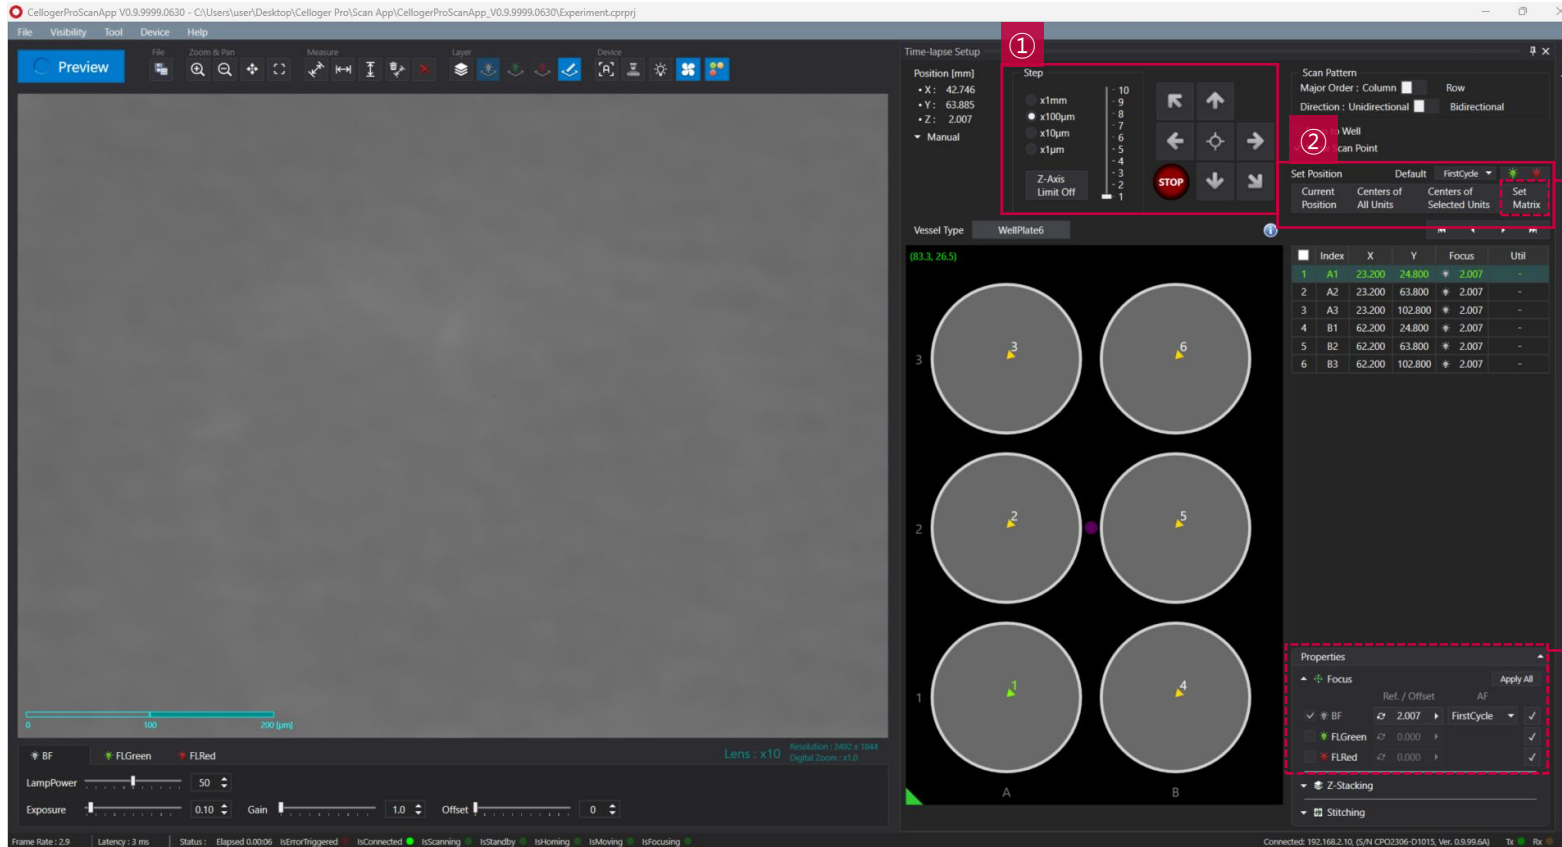 CellogerProScanApp V0.9.9999.0630 - C:\Users\user\Desktop\Celloger Pro\Scan App\CellogerProScanApp_V0.9.9999.0630\Experiment.cprprj
File Visibility Tool Device Help
Preview
File Zoom & Pan Measure Layer Device
Time-lapse Setup
①
Position [mm]
• X : 42.746
• Y : 63.885
• Z : 2.007
Manual
Step
x1mm
x100μm
x10μm
x1μm
10
9
8
7
6
5
4
3
2
1
Z-Axis
Limit Off
STOP
Scan Pattern
Major Order : Column Row
Direction : Unidirectional Bidirectional
② Well
Scan Point
Set Position Default FirstCycle
Current Position
Centers of All Units
Centers of Selected Units
Set Matrix
Vessel Type WellPlate6
(83.3, 26.5)
3
2
1
A B
3 6
2 5
1 4
Index X Y Focus Util
1 A1 23.200 24.800 2.007 -
2 A2 23.200 63.800 2.007 -
3 A3 23.200 102.800 2.007 -
4 B1 62.200 24.800 2.007 -
5 B2 62.200 63.800 2.007 -
6 B3 62.200 102.800 2.007 -
Properties
Focus Apply All
Ref. / Offset AF
BF 2.007 FirstCycle
FLGreen 0.000
FLRed 0.000
Z-Stacking
Stitching
0 100 200 [μm]
BF FLGreen FLRed
Lens : x10
Resolution : 2492 x 1844
Digital Zoom : x1.0
LampPower 50
Exposure 0.10 Gain 1.0 Offset 0
Frame Rate : 2.9 Latency : 3 ms Status : Elapsed 0.00:06 IsErrorTriggered IsConnected IsScanning IsStandby IsHoming IsMoving IsFocusing
Connected: 192.168.2.10, (S/N CPO2306-D1015, Ver. 0.9.99.6A) Tx Rx